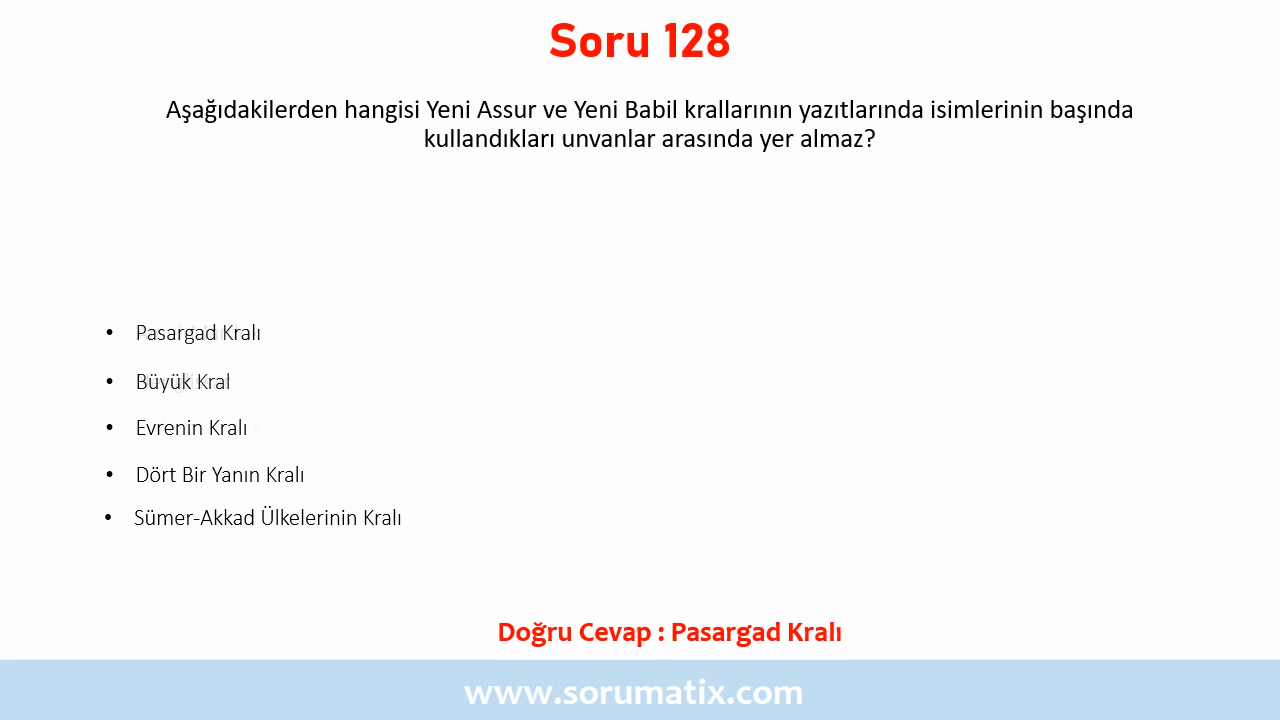 Soru 128
Aşağıdakilerden hangisi Yeni Assur ve Yeni Babil krallarının yazıtlarında isimlerinin başında
kullandıkları unvanlar arasında yer almaz?
• Pasargad Kralı
• Büyük Kral
• Evrenin Kralı
• Dört Bir Yanın Kralı
• Sümer-Akkad Ülkelerinin Kralı
Doğru Cevap : Pasargad Kralı
www.sorumatix.com